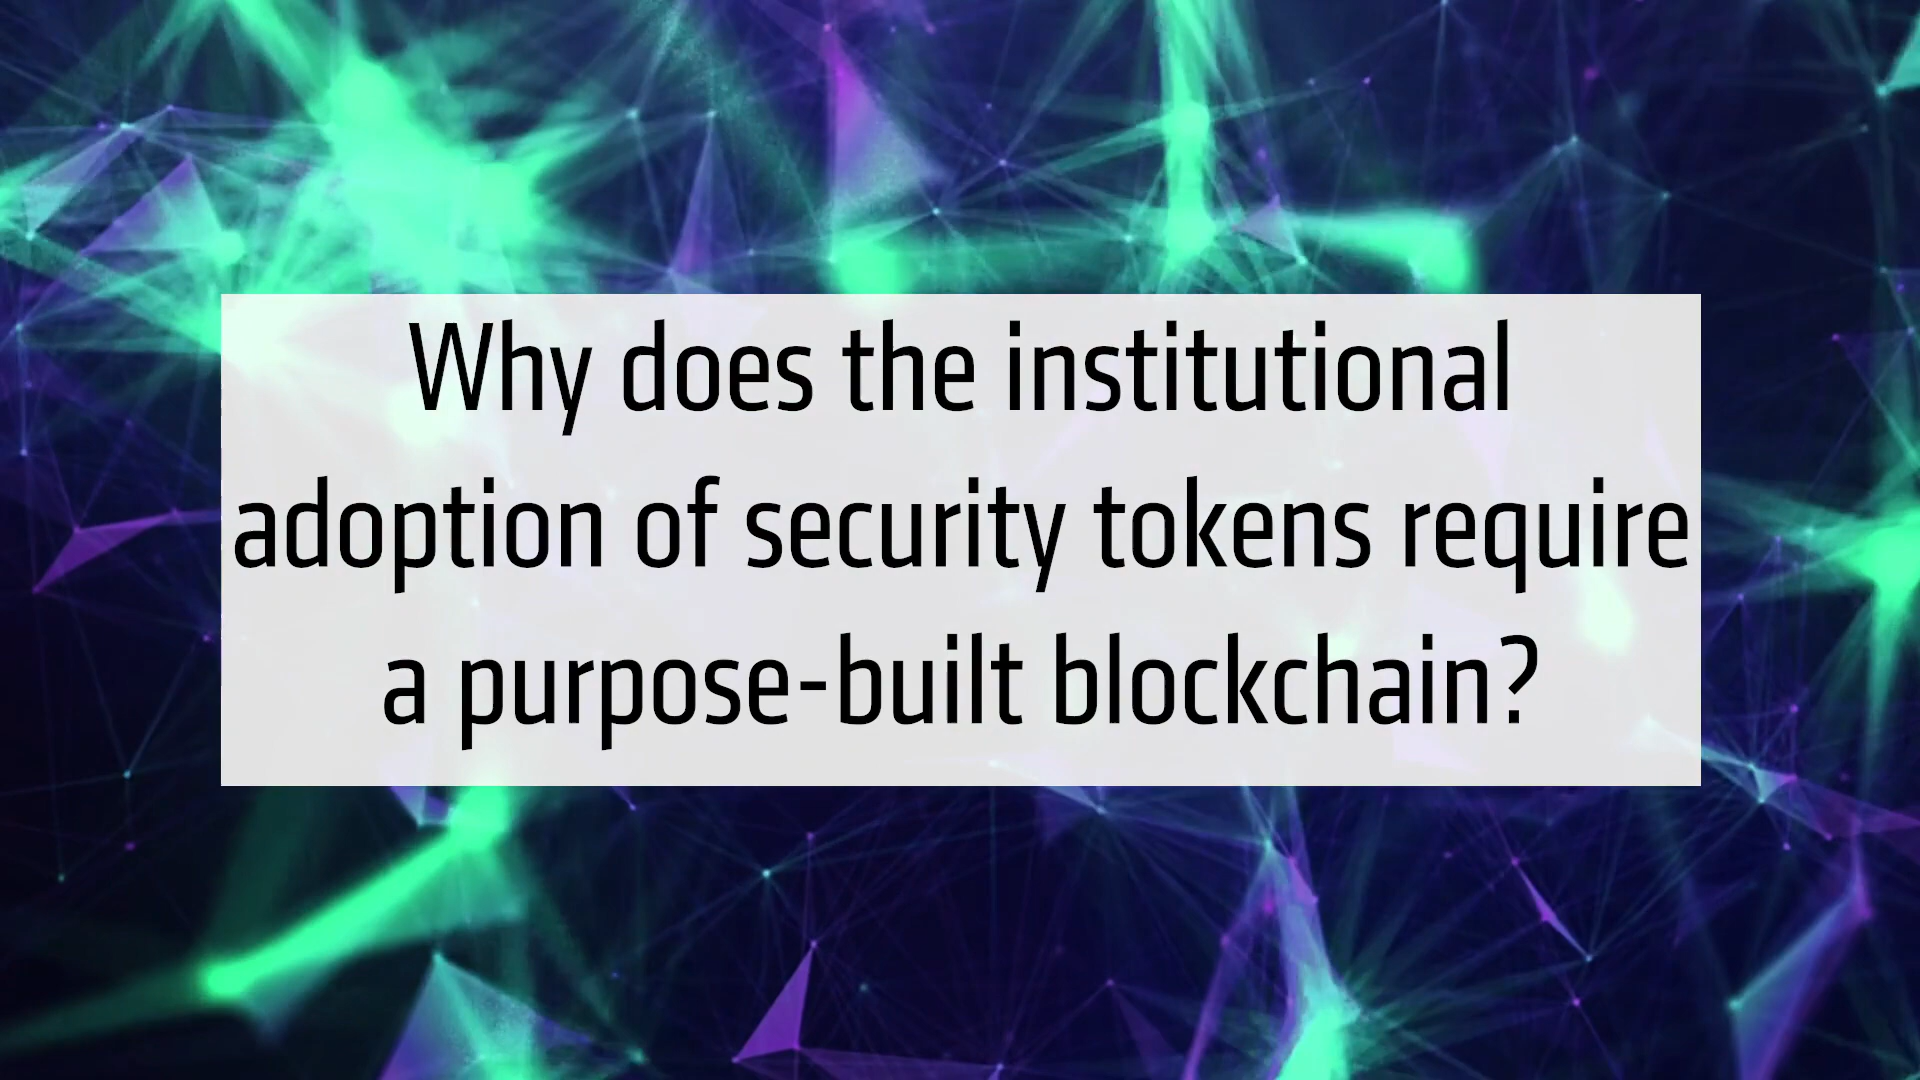 Why does the institutional
adoption of security tokens require
a purpose-built blockchain?